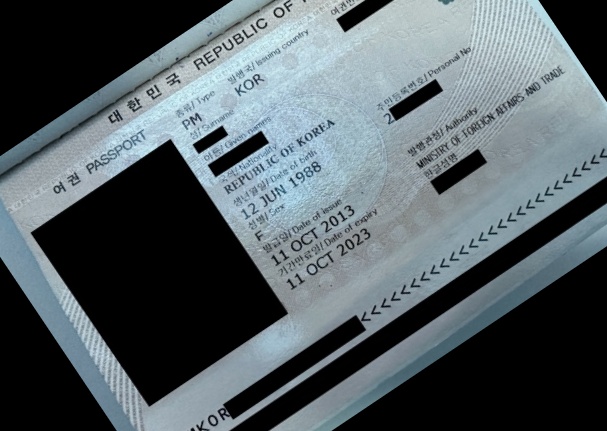 대한민국 REPUBLIC OF
여권 PASSPORT
종류/Type
발행국/Issuing country
여권번
PM
KOR
성/Surname
이름/Given names
국적/Nationality
REPUBLIC OF KOREA
주민등록번호/Personal No
2
생년월일/Date of birth
12 JUN 1988
성별/Sex
F
발행관청/Authority
MINISTRY OF FOREIGN AFFAIRS AND TRADE
한글성명
발급일/Date of issue
11 OCT 2013
기간만료일/Date of expiry
11 OCT 2023
<<<<<<<<<<<<<<<<<<<<<<<<<<<
KOR